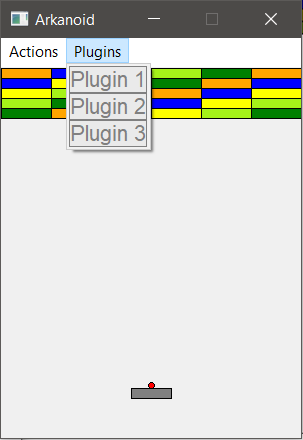 Arkanoid
Actions Plugins
Plugin 1
Plugin 2
Plugin 3